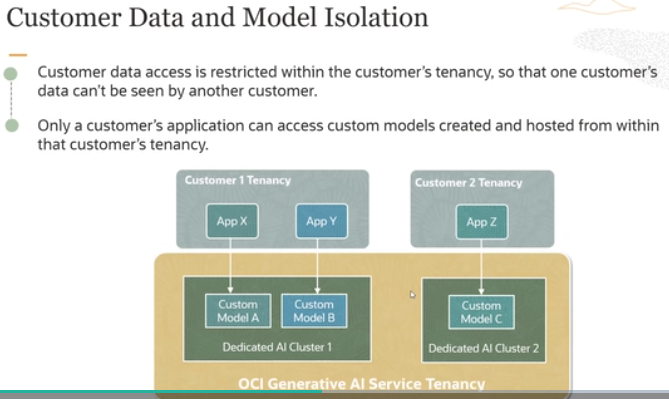 Customer Data and Model Isolation
Customer data access is restricted within the customer's tenancy, so that one customer's
data can't be seen by another customer.
Only a customer's application can access custom models created and hosted from within
that customer's tenancy.
Customer 1 Tenancy
App X
App Y
Customer 2 Tenancy
App Z
Custom
Model A
Custom
Model B
Dedicated AI Cluster 1
Custom
Model C
Dedicated AI Cluster 2
OCI Generative AI Service Tenancy